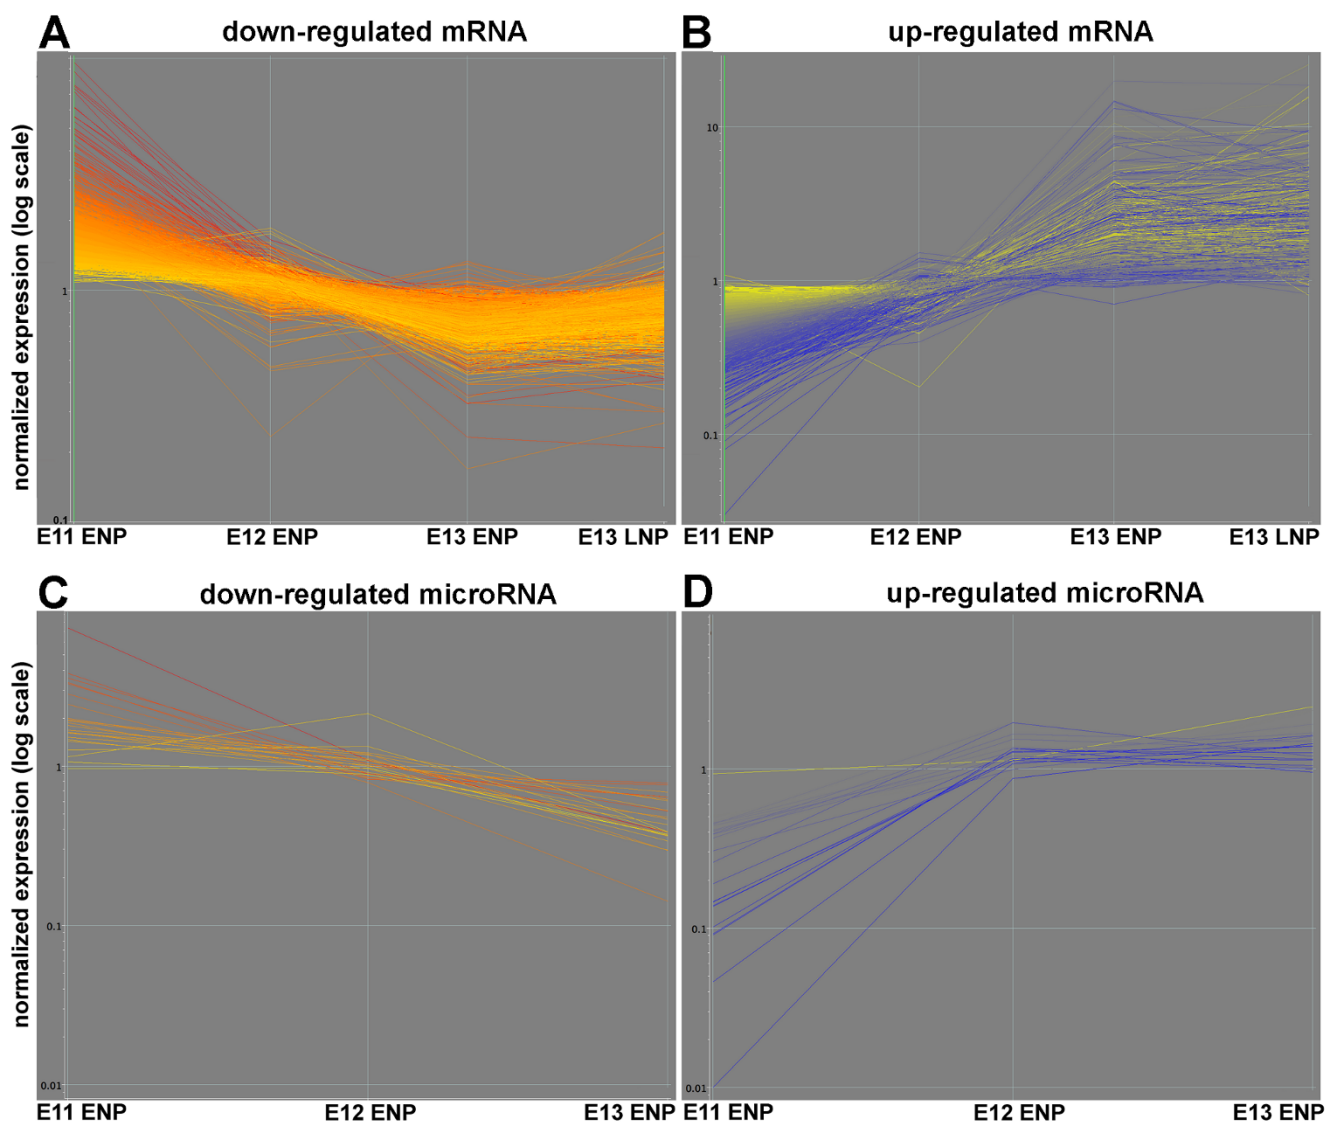 A down-regulated mRNA
B up-regulated mRNA
normalized expression (log scale)
1
0.1
10
1
0.1
E11 ENP E12 ENP E13 ENP E13 LNP
E11 ENP E12 ENP E13 ENP E13 LNP
C down-regulated microRNA
D up-regulated microRNA
normalized expression (log scale)
1
0.1
0.01
1
0.1
0.01
E11 ENP E12 ENP E13 ENP
E11 ENP E12 ENP E13 ENP